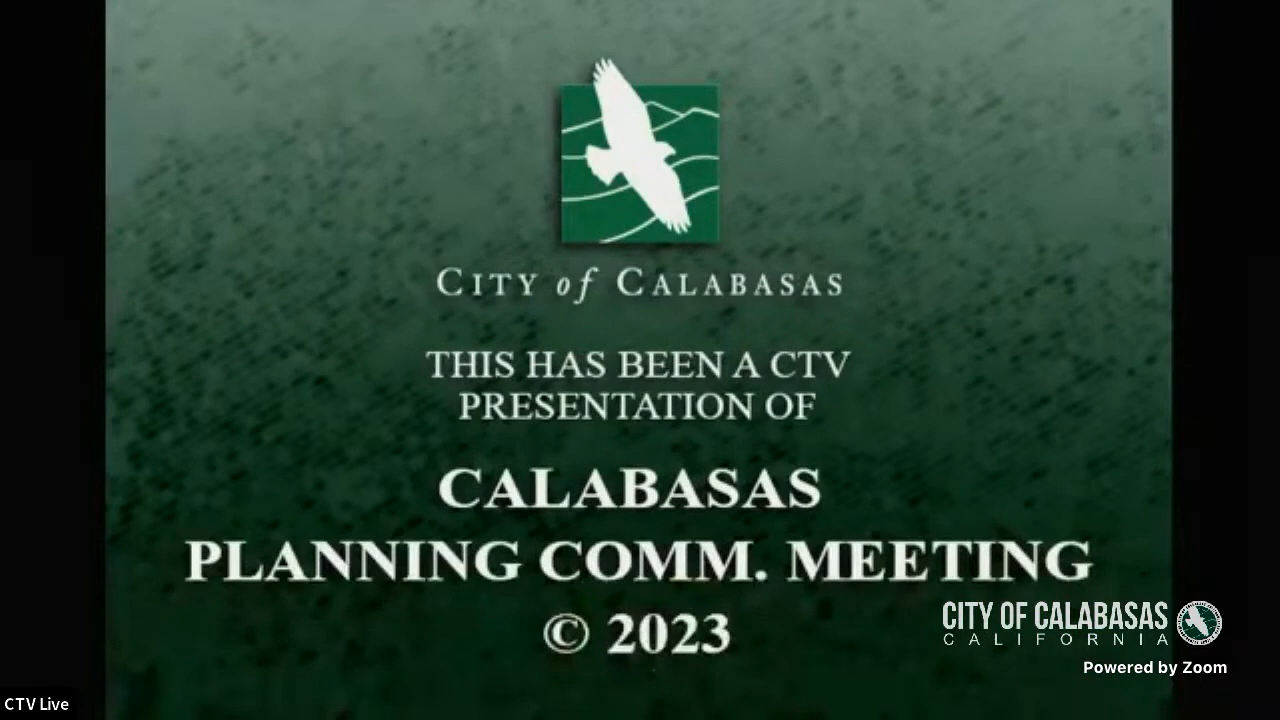 CITY of CALABASAS
THIS HAS BEEN A CTV
PRESENTATION OF
CALABASAS
PLANNING COMM. MEETING
© 2023
CITY OF CALABASAS
CALIFORNIA
Powered by Zoom
CTV Live